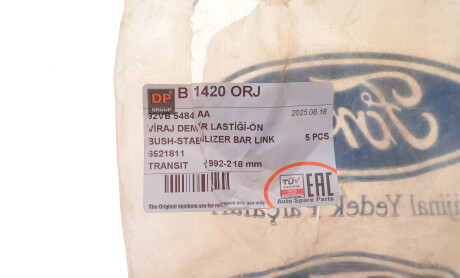 DP GROUP B 1420 ORJ
92VB 5484 AA 2025.08.18
VİRAJ DEMİR LASTİĞİ-ÖN
BUSH-STABILIZER BAR LINK 5 PCS
6521811
TRANSIT 1992-218 mm
TÜV EAC
Auto Spare Parts
The Original numbers are for reference only use only
Ford
Orijinal Yedek Parçaları